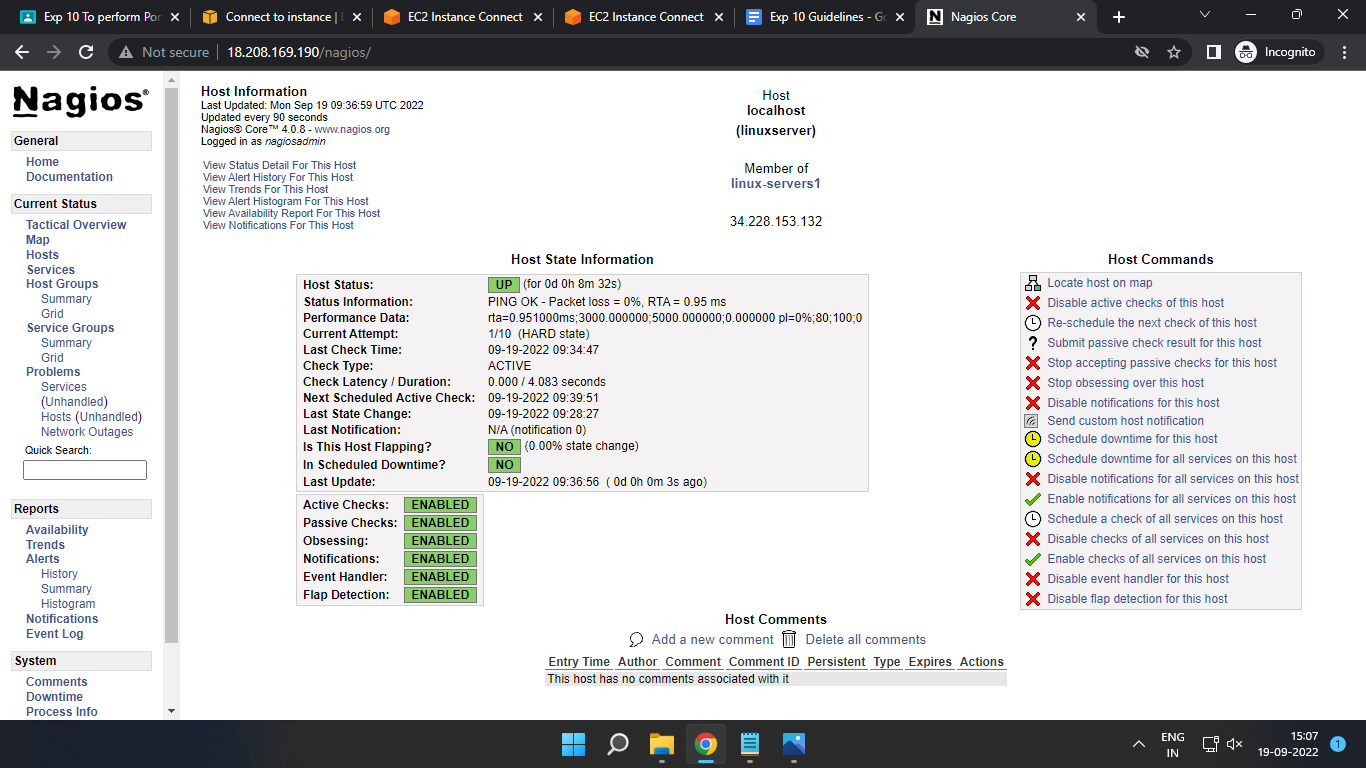 Exp 10 To perform Por
Connect to instance | E
EC2 Instance Connect
EC2 Instance Connect
Exp 10 Guidelines - Go
Nagios Core
Not secure 18.208.169.190/nagios/
Incognito
Nagios®
General
Home
Documentation
Current Status
Tactical Overview
Map
Hosts
Services
Host Groups
Summary
Grid
Service Groups
Summary
Grid
Problems
Services
(Unhandled)
Hosts (Unhandled)
Network Outages
Quick Search:
Reports
Availability
Trends
Alerts
History
Summary
Histogram
Notifications
Event Log
System
Comments
Downtime
Process Info
Host Information
Last Updated: Mon Sep 19 09:36:59 UTC 2022
Updated every 90 seconds
Nagios® Core™ 4.0.8 - www.nagios.org
Logged in as nagiosadmin
View Status Detail For This Host
View Alert History For This Host
View Trends For This Host
View Alert Histogram For This Host
View Availability Report For This Host
View Notifications For This Host
Host
localhost
(linuxserver)
Member of
linux-servers1
34.228.153.132
Host State Information
Host Status: UP (for 0d 0h 8m 32s)
Status Information: PING OK - Packet loss = 0%, RTA = 0.95 ms
Performance Data: rta=0.951000ms;3000.000000;5000.000000;0.000000 pl=0%;80;100;0
Current Attempt: 1/10 (HARD state)
Last Check Time: 09-19-2022 09:34:47
Check Type: ACTIVE
Check Latency / Duration: 0.000 / 4.083 seconds
Next Scheduled Active Check: 09-19-2022 09:39:51
Last State Change: 09-19-2022 09:28:27
Last Notification: N/A (notification 0)
Is This Host Flapping? NO (0.00% state change)
In Scheduled Downtime? NO
Last Update: 09-19-2022 09:36:56 ( 0d 0h 0m 3s ago)
Active Checks: ENABLED
Passive Checks: ENABLED
Obsessing: ENABLED
Notifications: ENABLED
Event Handler: ENABLED
Flap Detection: ENABLED
Host Commands
Locate host on map
Disable active checks of this host
Re-schedule the next check of this host
Submit passive check result for this host
Stop accepting passive checks for this host
Stop obsessing over this host
Disable notifications for this host
Send custom host notification
Schedule downtime for this host
Schedule downtime for all services on this host
Disable notifications for all services on this host
Enable notifications for all services on this host
Schedule a check of all services on this host
Disable checks of all services on this host
Enable checks of all services on this host
Disable event handler for this host
Disable flap detection for this host
Host Comments
Add a new comment Delete all comments
Entry Time Author Comment Comment ID Persistent Type Expires Actions
This host has no comments associated with it
ENG
IN
15:07
19-09-2022
1